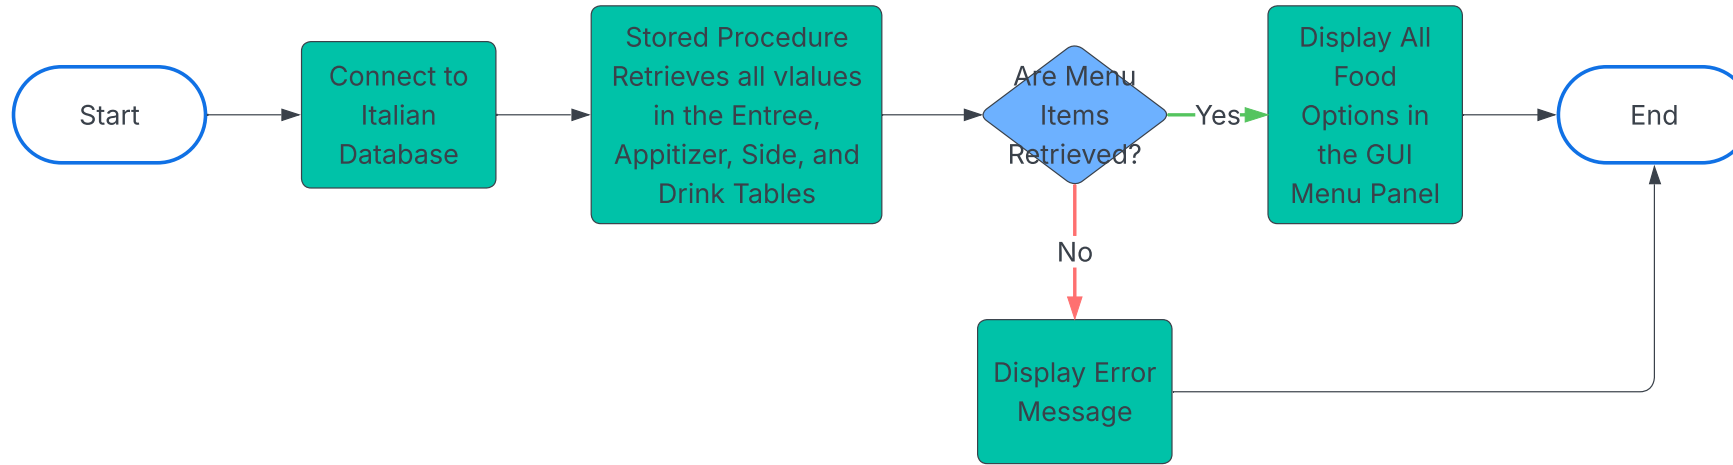 Start
Connect to
Italian
Database
Stored Procedure
Retrieves all vlalues
in the Entree,
Appitizer, Side, and
Drink Tables
Are Menu
Items
Retrieved?
Yes
Display All
Food
Options in
the GUI
Menu Panel
End
No
Display Error
Message